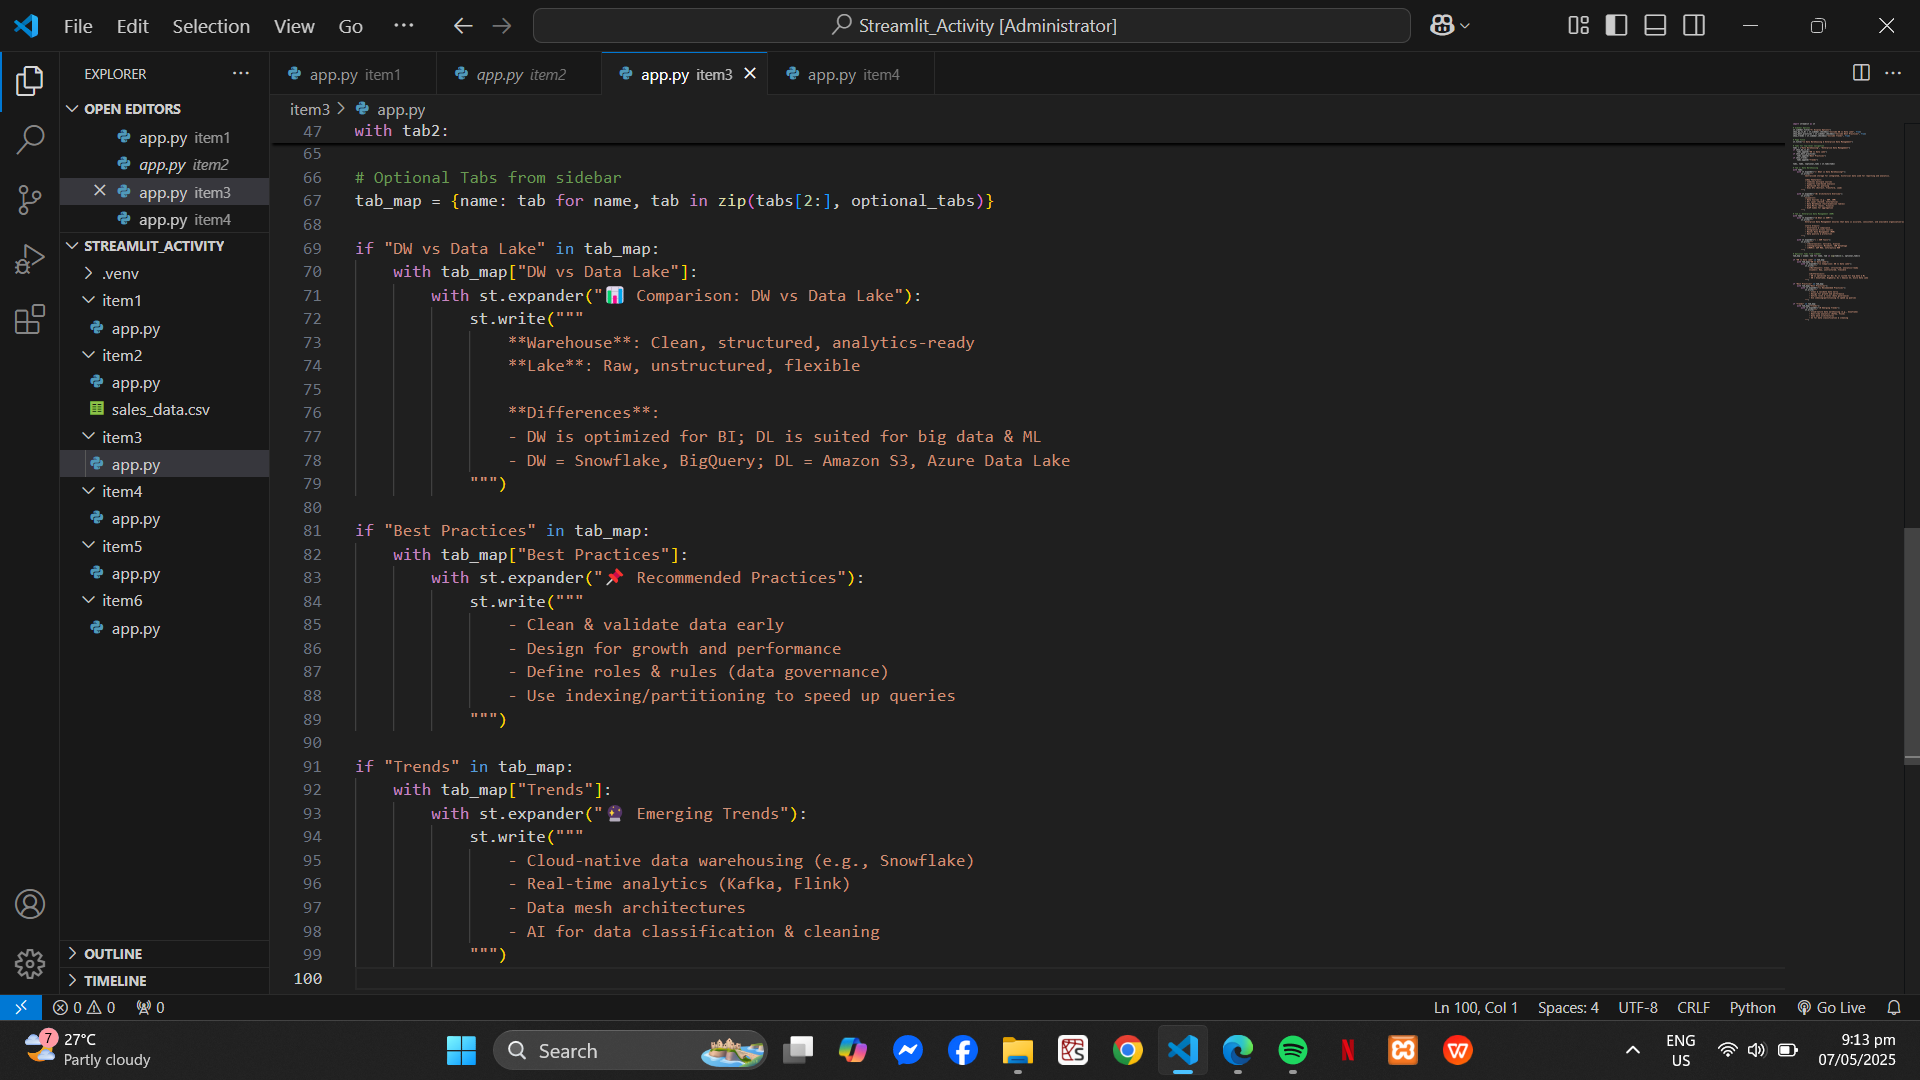 File Edit Selection View Go ··· Streamlit_Activity [Administrator]
EXPLORER ···
app.py item1
app.py item2
app.py item3
app.py item4
OPEN EDITORS
app.py item1
app.py item2
app.py item3
app.py item4
STREAMLIT_ACTIVITY
.venv
item1
app.py
item2
app.py
sales_data.csv
item3
app.py
item4
app.py
item5
app.py
item6
app.py
OUTLINE
TIMELINE
item3 > app.py
47 with tab2:
65
66 # Optional Tabs from sidebar
67 tab_map = {name: tab for name, tab in zip(tabs[2:], optional_tabs)}
68
69 if "DW vs Data Lake" in tab_map:
70 with tab_map["DW vs Data Lake"]:
71 with st.expander("📊 Comparison: DW vs Data Lake"):
72 st.write("""
73 **Warehouse**: Clean, structured, analytics-ready
74 **Lake**: Raw, unstructured, flexible
75
76 **Differences**:
77 - DW is optimized for BI; DL is suited for big data & ML
78 - DW = Snowflake, BigQuery; DL = Amazon S3, Azure Data Lake
79 """)
80
81 if "Best Practices" in tab_map:
82 with tab_map["Best Practices"]:
83 with st.expander("📌 Recommended Practices"):
84 st.write("""
85 - Clean & validate data early
86 - Design for growth and performance
87 - Define roles & rules (data governance)
88 - Use indexing/partitioning to speed up queries
89 """)
90
91 if "Trends" in tab_map:
92 with tab_map["Trends"]:
93 with st.expander("🔮 Emerging Trends"):
94 st.write("""
95 - Cloud-native data warehousing (e.g., Snowflake)
96 - Real-time analytics (Kafka, Flink)
97 - Data mesh architectures
98 - AI for data classification & cleaning
99 """)
100
0 0 0 Ln 100, Col 1 Spaces: 4 UTF-8 CRLF Python Go Live
7 27°C
Partly cloudy
Search
ENG
US
9:13 pm
07/05/2025